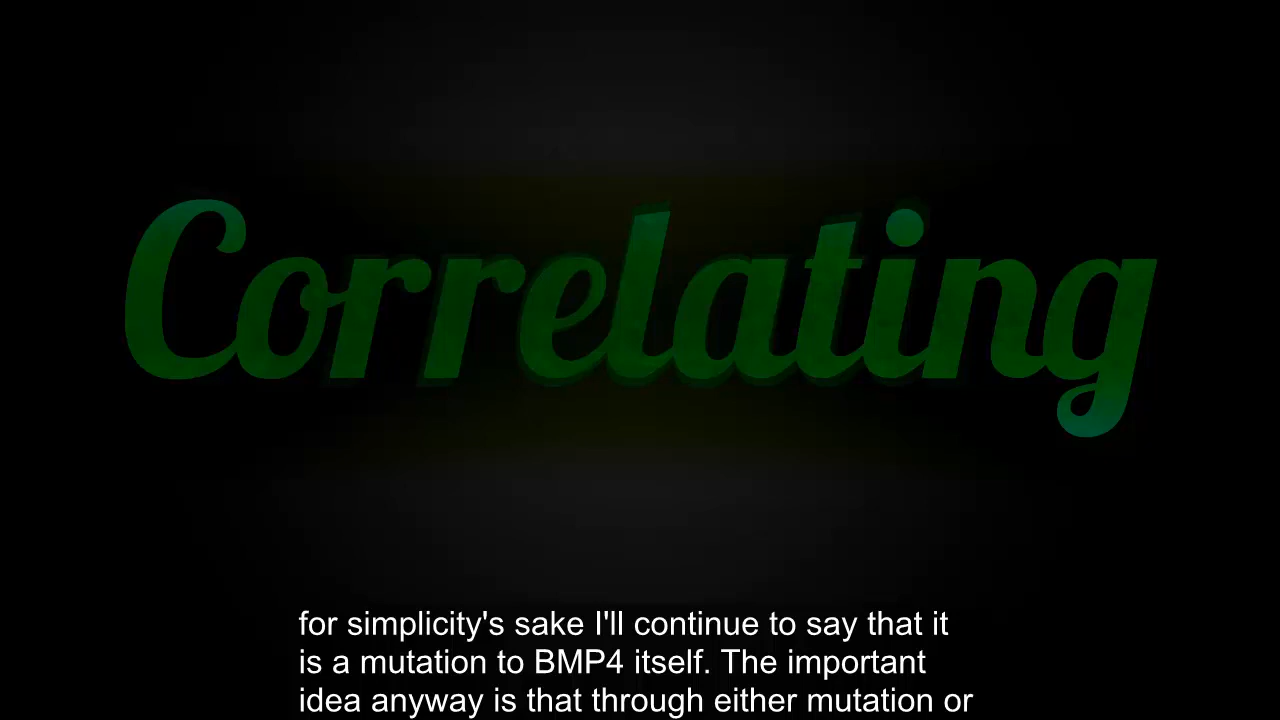 Correlating
for simplicity's sake I'll continue to say that it
is a mutation to BMP4 itself. The important
idea anyway is that through either mutation or